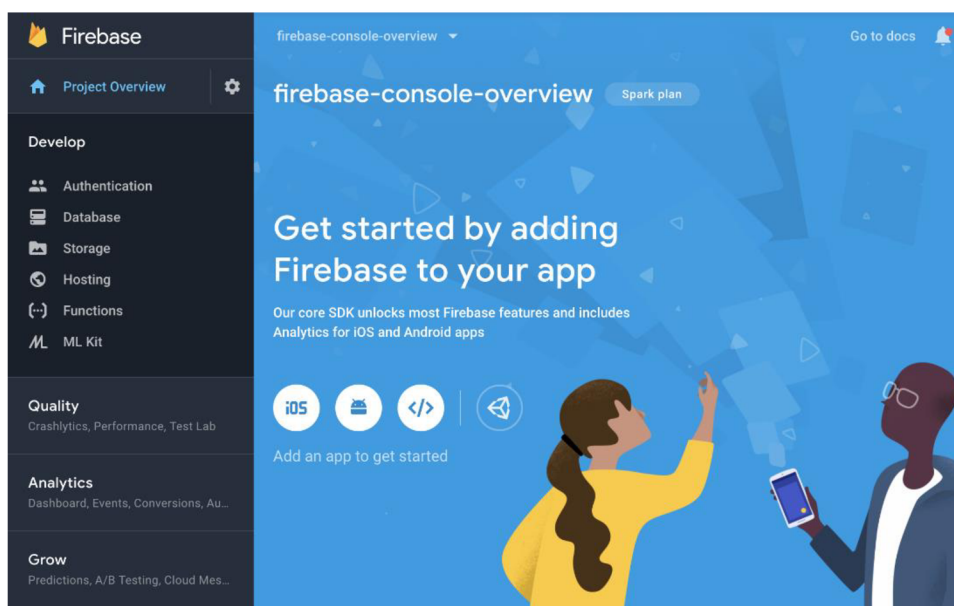 Firebase
Project Overview
Develop
Authentication
Database
Storage
Hosting
Functions
ML Kit
Quality
Crashlytics, Performance, Test Lab
Analytics
Dashboard, Events, Conversions, Au...
Grow
Predictions, A/B Testing, Cloud Mes...
firebase-console-overview
Go to docs
firebase-console-overview
Spark plan
Get started by adding
Firebase to your app
Our core SDK unlocks most Firebase features and includes
Analytics for iOS and Android apps
iOS
</>
Add an app to get started